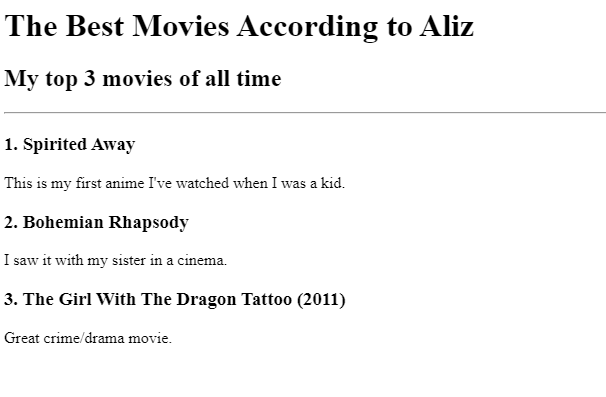 The Best Movies According to Aliz
My top 3 movies of all time
1. Spirited Away
This is my first anime I've watched when I was a kid.
2. Bohemian Rhapsody
I saw it with my sister in a cinema.
3. The Girl With The Dragon Tattoo (2011)
Great crime/drama movie.